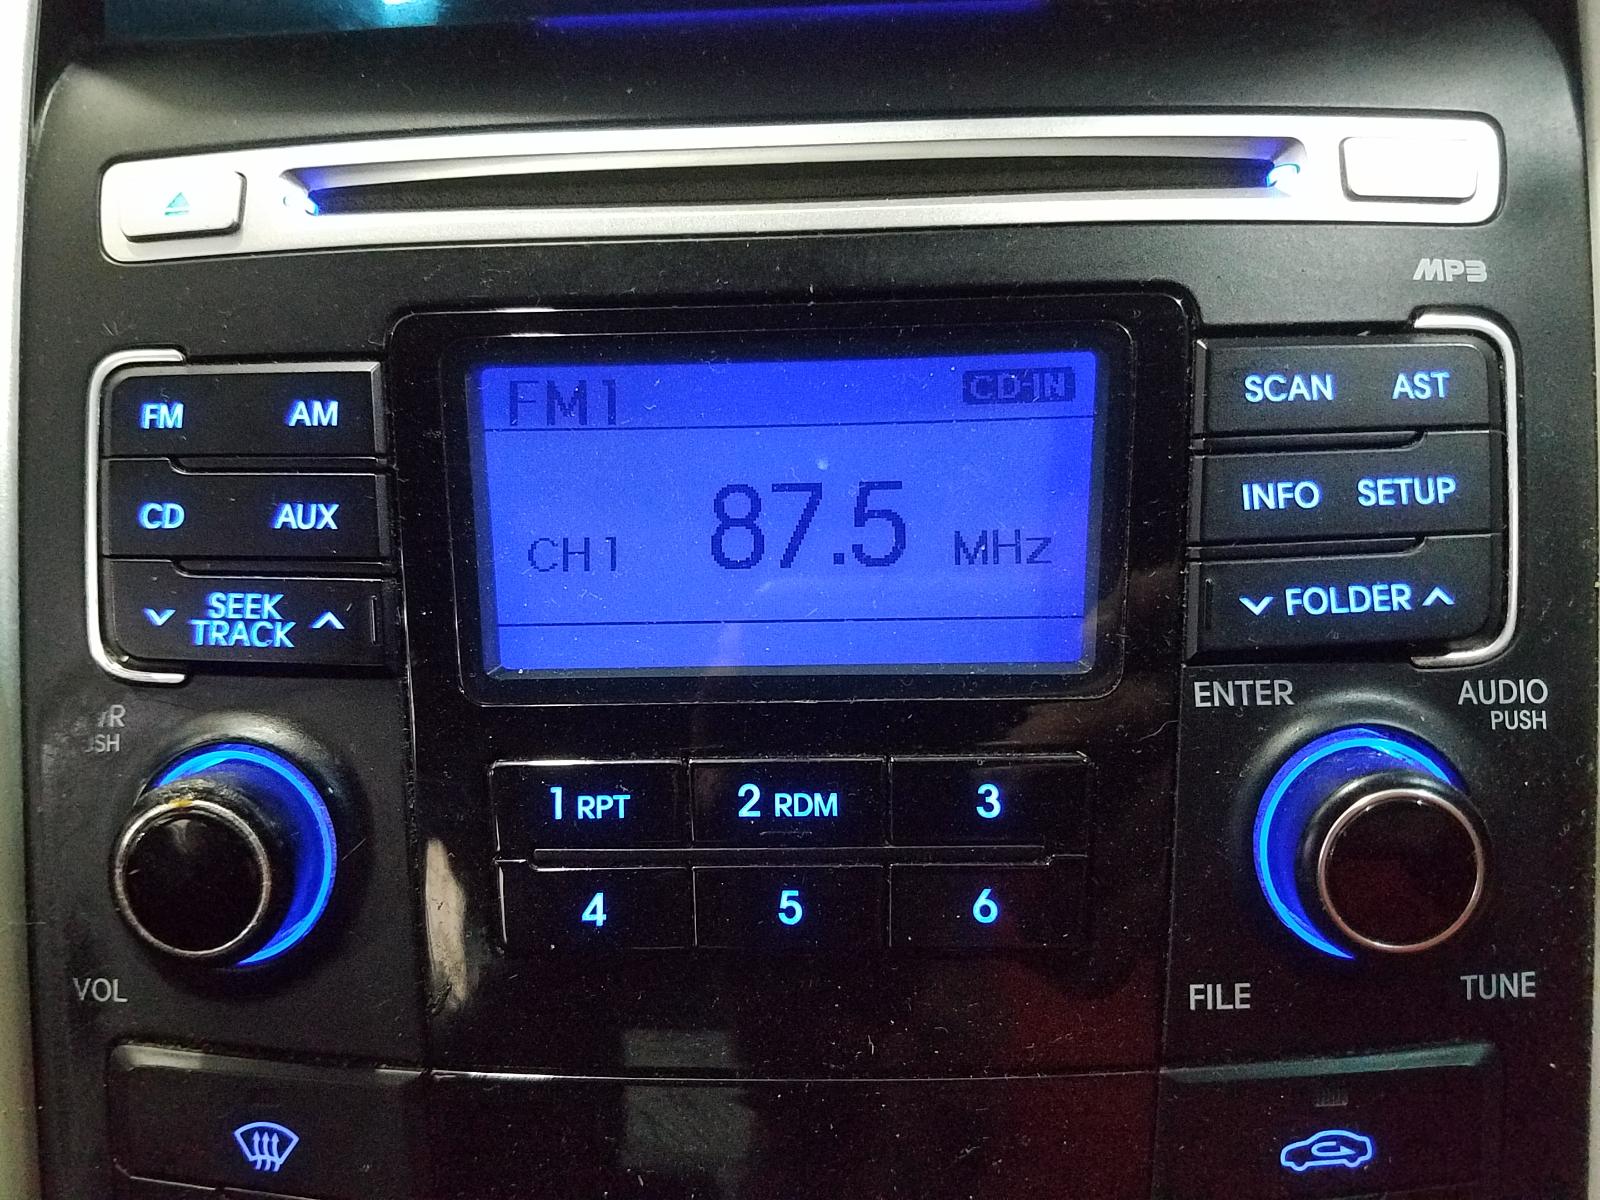 MP3
FM AM
CD AUX
SEEK
TRACK
FM1 CD-IN
CH1 87.5 MHz
SCAN AST
INFO SETUP
FOLDER
ENTER AUDIO
PUSH
1 RPT 2 RDM 3
4 5 6
VOL
FILE TUNE